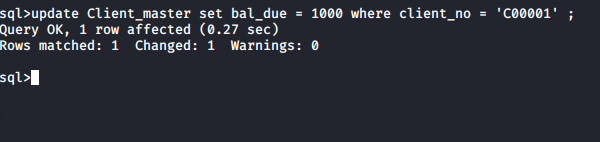 sql>update Client_master set bal_due = 1000 where client_no = 'C00001' ;
Query OK, 1 row affected (0.27 sec)
Rows matched: 1  Changed: 1  Warnings: 0
sql>